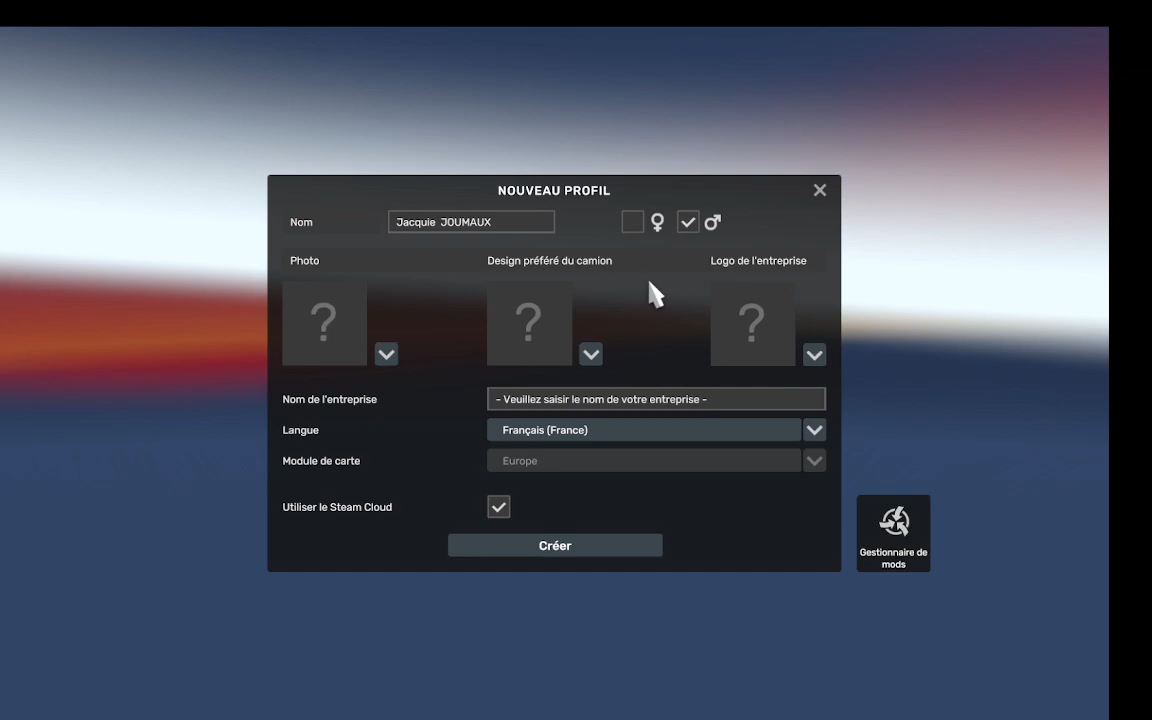 NOUVEAU PROFIL
Nom
Jacquie JOUMAUX
Photo
Design préféré du camion
Logo de l'entreprise
?
?
?
Nom de l'entreprise
- Veuillez saisir le nom de votre entreprise -
Langue
Français (France)
Module de carte
Europe
Utiliser le Steam Cloud
Créer
Gestionnaire de
mods